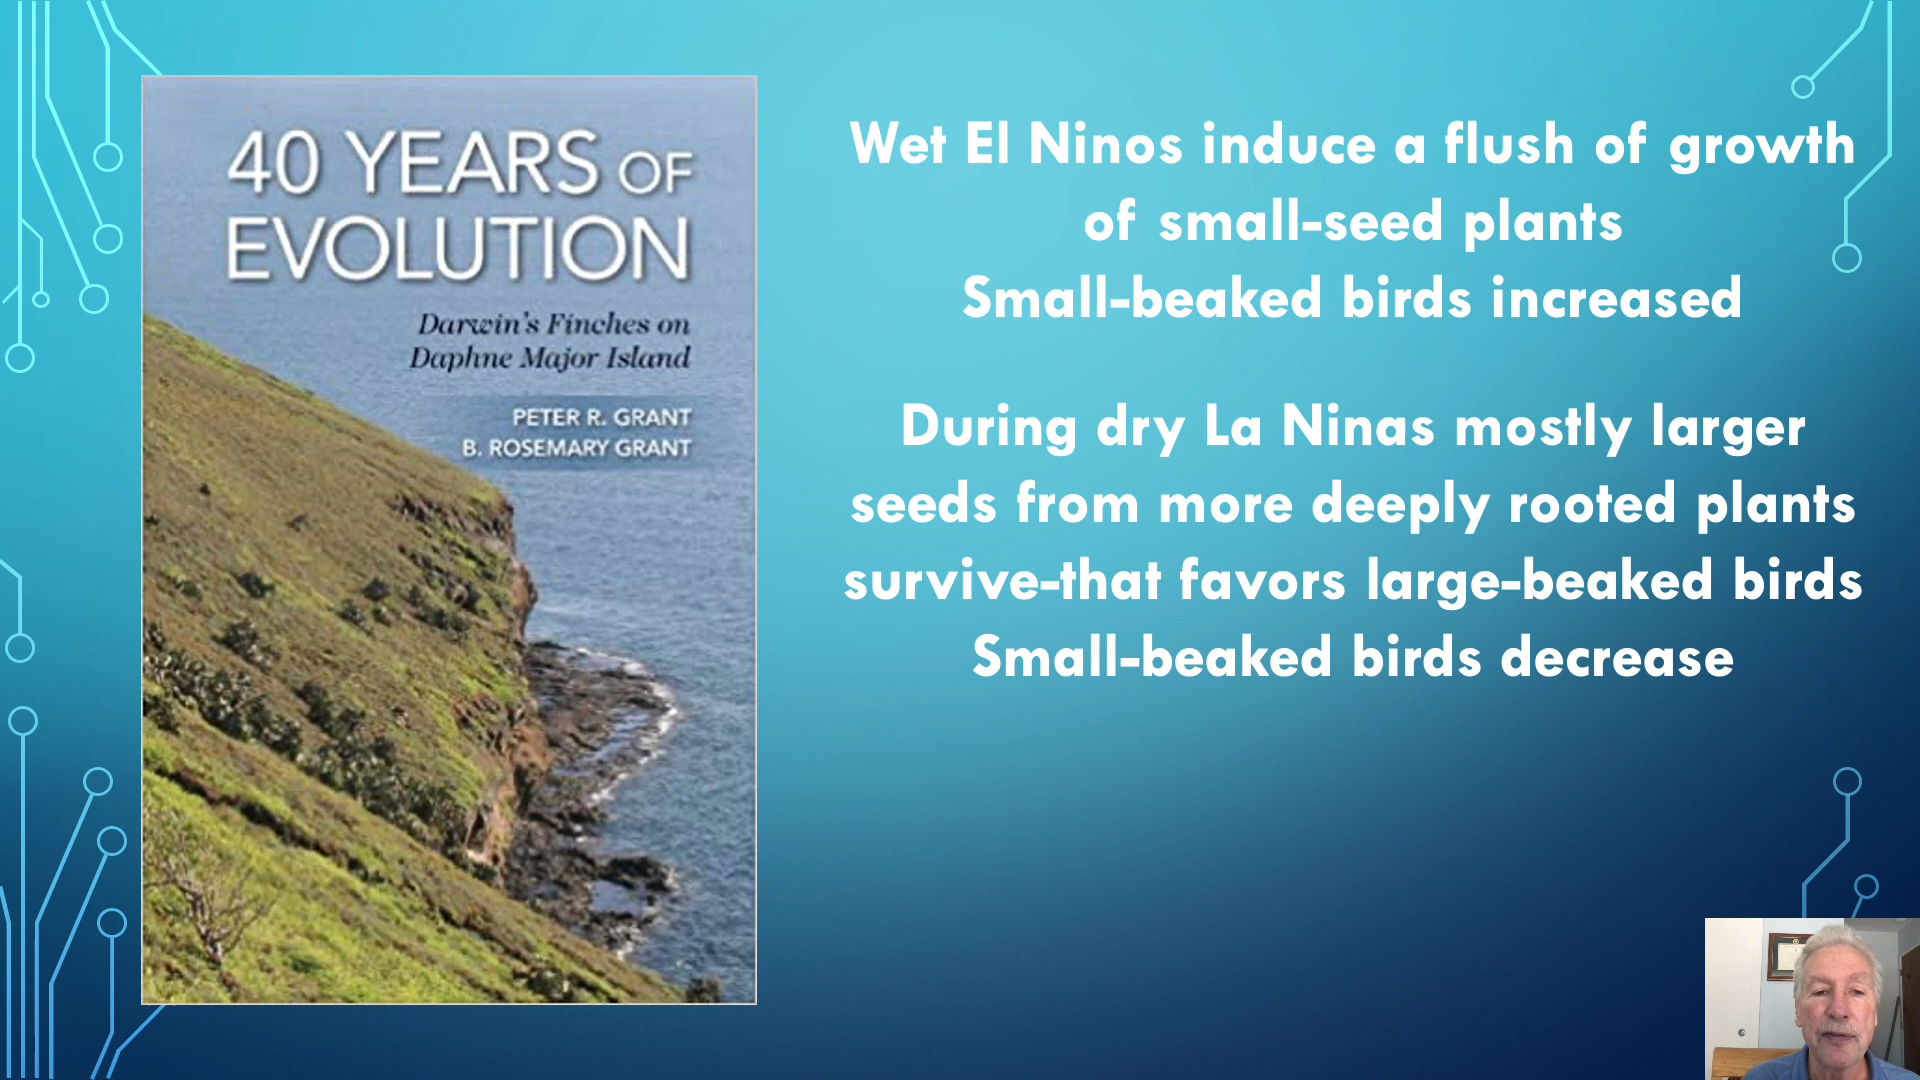 40 YEARS OF
EVOLUTION
Darwin's Finches on
Daphne Major Island
PETER R. GRANT
B. ROSEMARY GRANT
Wet El Ninos induce a flush of growth
of small-seed plants
Small-beaked birds increased
During dry La Ninas mostly larger
seeds from more deeply rooted plants
survive-that favors large-beaked birds
Small-beaked birds decrease